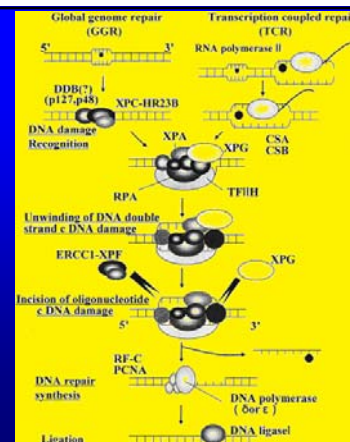 Global genome repair
(GGR)
Transcription coupled repair
(TCR)
5'
3'
RNA polymerase II
DDB(?)
(p127,p48)
XPC-HR23B
DNA damage
Recognition
CSA
CSB
XPA
XPG
RPA
TFIIH
Unwinding of DNA double
strand c DNA damage
ERCC1-XPF
XPG
Incision of oligonucleotide
c DNA damage
5'
3'
RF-C
PCNA
DNA repair
synthesis
DNA polymerase
( δor ε )
DNA ligaseI
Ligation